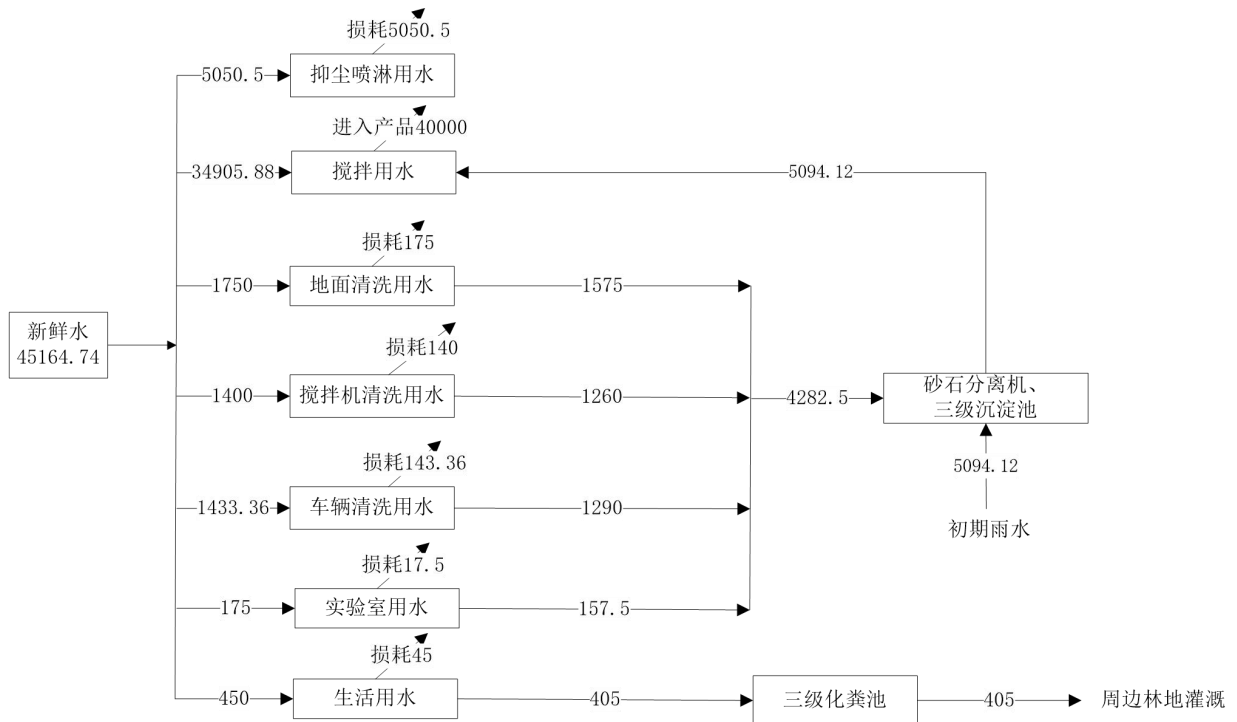 损耗5050.5
5050.5
抑尘喷淋用水
进入产品40000
34905.88
搅拌用水
5094.12
损耗175
1750
地面清洗用水
1575
新鲜水
45164.74
损耗140
1400
搅拌机清洗用水
1260
4282.5
砂石分离机、
三级沉淀池
损耗143.36
5094.12
1433.36
车辆清洗用水
1290
初期雨水
损耗17.5
175
实验室用水
157.5
损耗45
450
生活用水
405
三级化粪池
405
周边林地灌溉